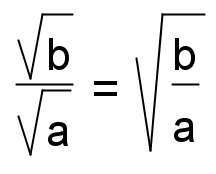 √b/√a = √(b/a)